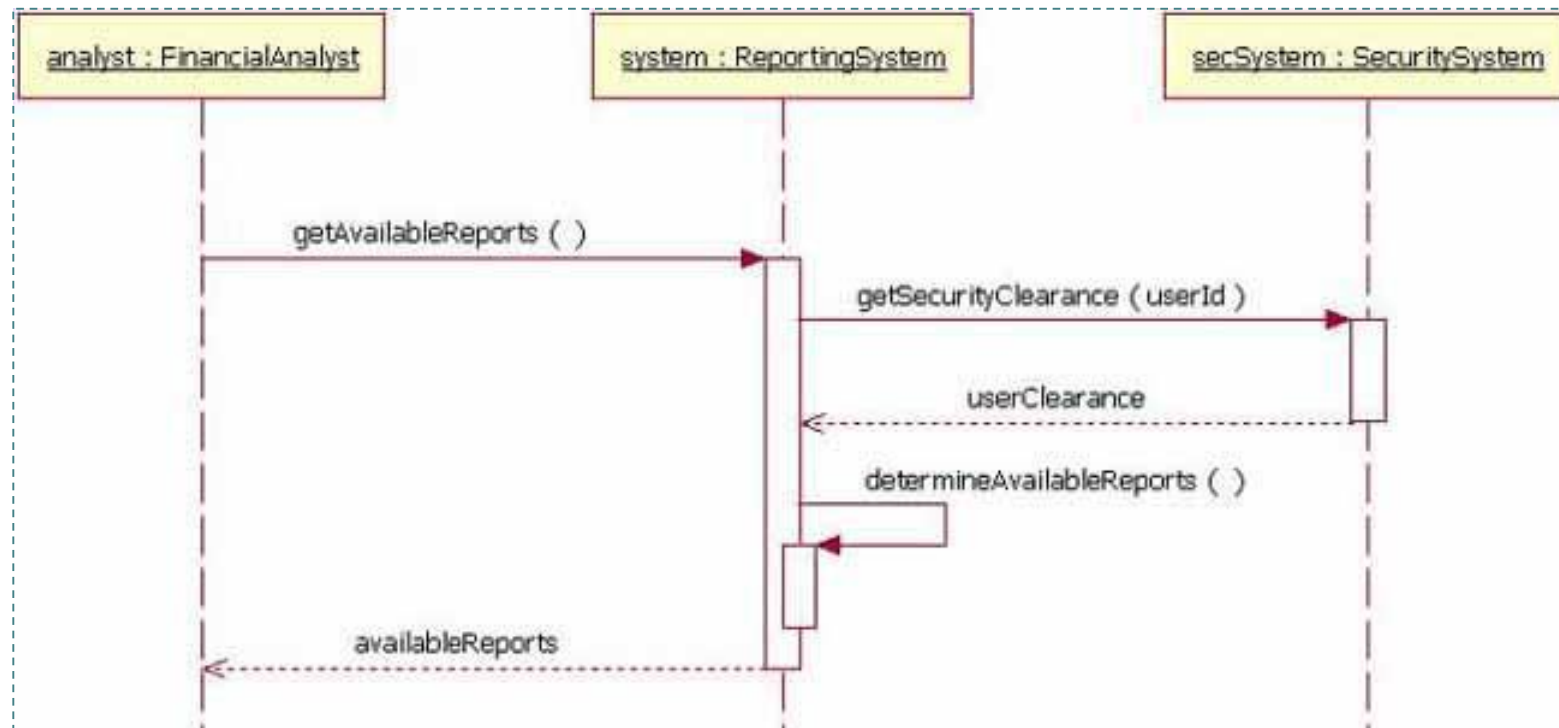 analyst : FinancialAnalyst
system : ReportingSystem
secSystem : SecuritySystem
getAvailableReports ( )
getSecurityClearance ( userId )
userClearance
determineAvailableReports ( )
availableReports